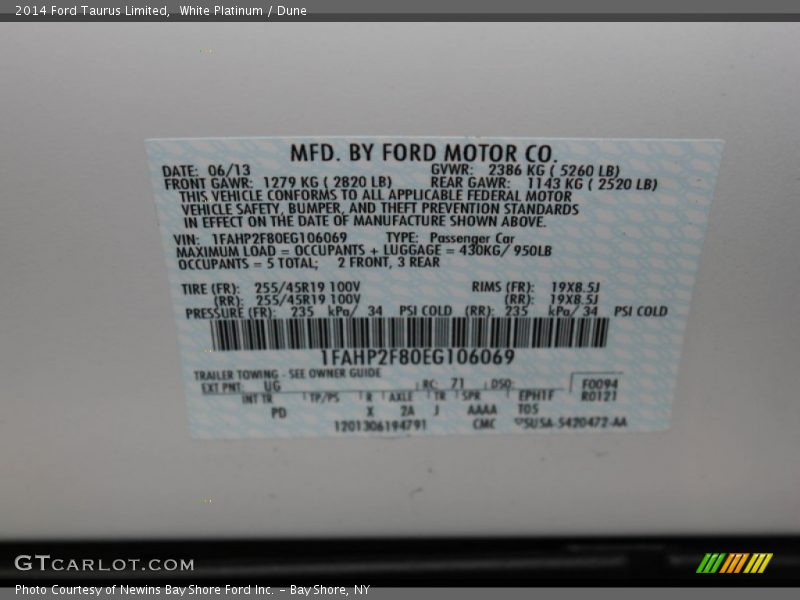 2014 Ford Taurus Limited,  White Platinum / Dune
MFD. BY FORD MOTOR CO.
DATE: 06/13 GVWR: 2386 KG ( 5260 LB)
FRONT GAWR: 1279 KG ( 2820 LB) REAR GAWR: 1143 KG ( 2520 LB)
THIS VEHICLE CONFORMS TO ALL APPLICABLE FEDERAL MOTOR
VEHICLE SAFETY, BUMPER, AND THEFT PREVENTION STANDARDS
IN EFFECT ON THE DATE OF MANUFACTURE SHOWN ABOVE.
VIN: 1FAHP2F80EG106069 TYPE: Passenger Car
MAXIMUM LOAD = OCCUPANTS + LUGGAGE = 430KG/ 950LB
OCCUPANTS = 5 TOTAL; 2 FRONT, 3 REAR
TIRE (FR): 255/45R19 100V RIMS (FR): 19X8.5J
(RR): 255/45R19 100V (RR): 19X8.5J
PRESSURE (FR): 235 kPa/ 34 PSI COLD (RR): 235 kPa/ 34 PSI COLD
1FAHP2F80EG106069
TRAILER TOWING - SEE OWNER GUIDE
EXT PNT: UG RC: 71 DSO: F0094
INT TR TP/PS R AXLE TR SPR EPH1F R0121
PD X 2A J AAAA T05
1201306194791 CMC
GTCARLOT.COM
Photo Courtesy of Newins Bay Shore Ford Inc. - Bay Shore, NY